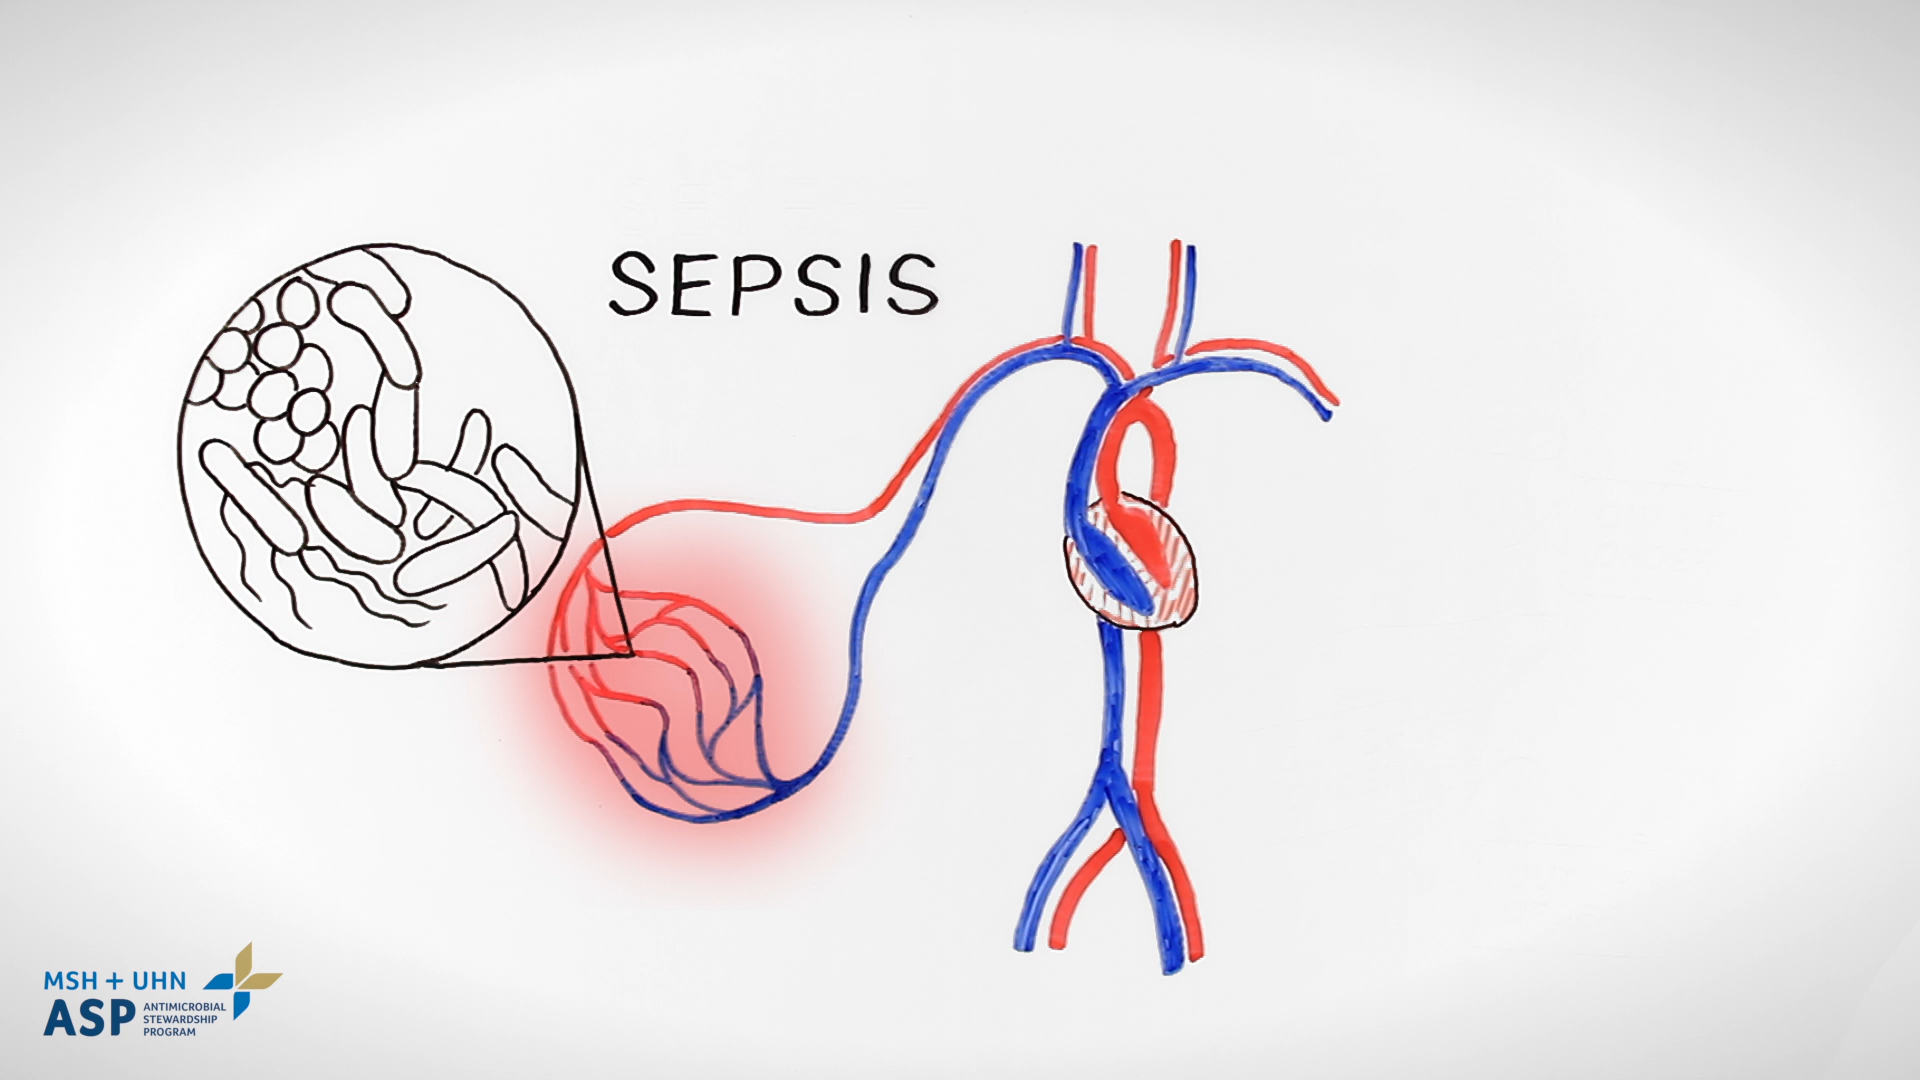 SEPSIS
MSH + UHN
ASP
ANTIMICROBIAL
STEWARDSHIP
PROGRAM